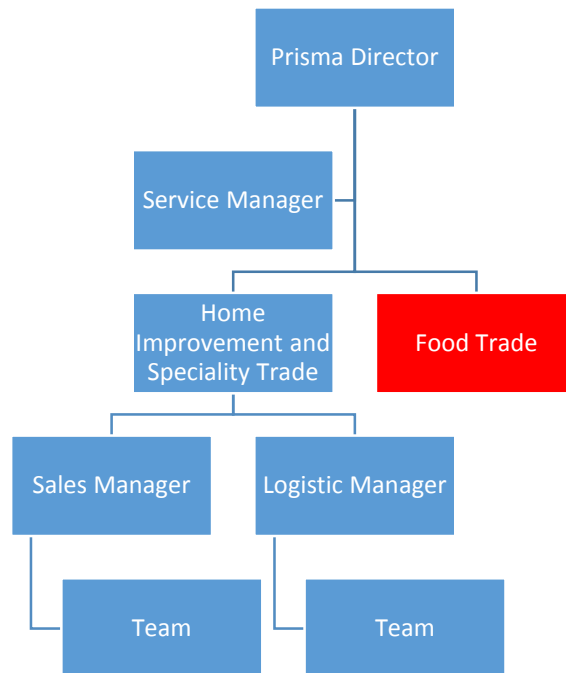 Prisma Director
Service Manager
Home
Improvement and
Speciality Trade
Food Trade
Sales Manager
Logistic Manager
Team
Team